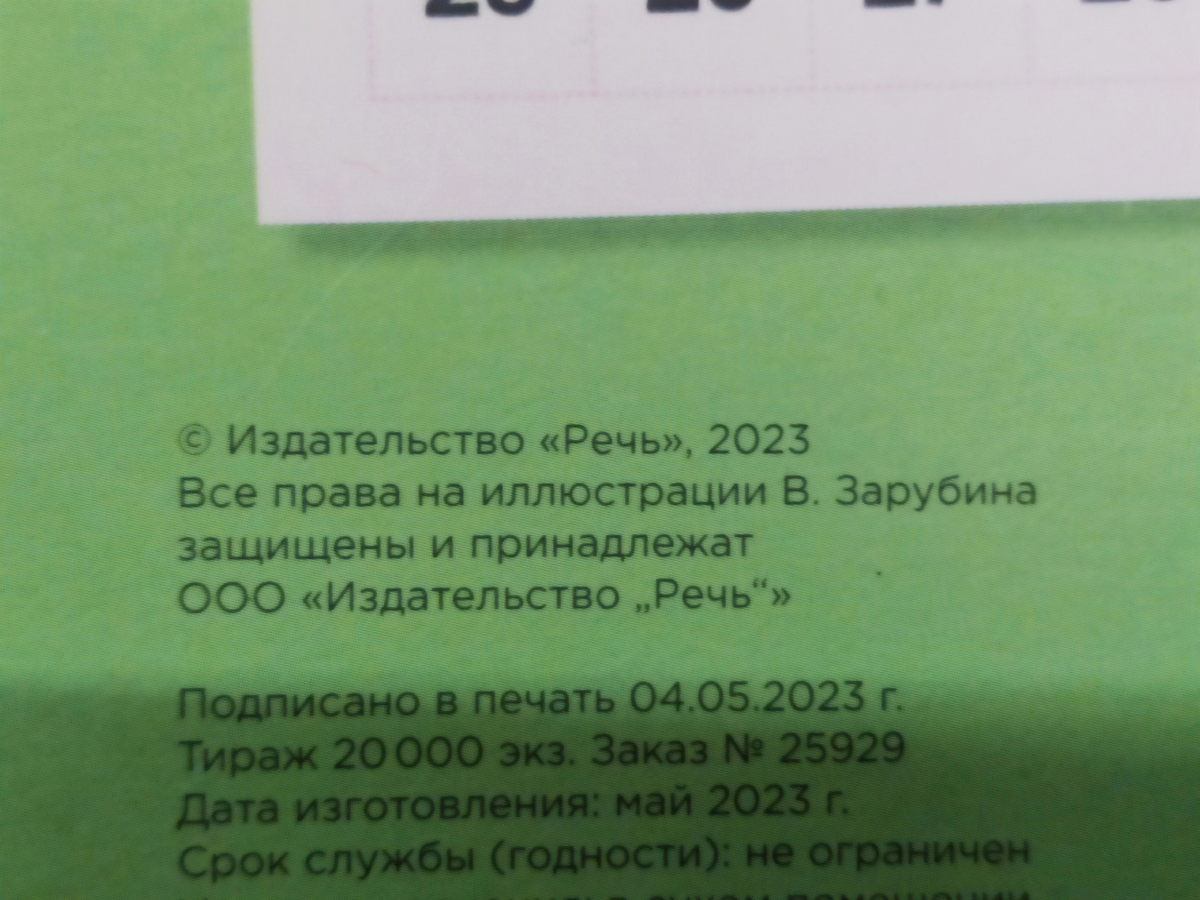 © Издательство «Речь», 2023
Все права на иллюстрации В. Зарубина
защищены и принадлежат
ООО «Издательство „Речь“»
Подписано в печать 04.05.2023 г.
Тираж 20 000 экз. Заказ № 25929
Дата изготовления: май 2023 г.
Срок службы (годности): не ограничен